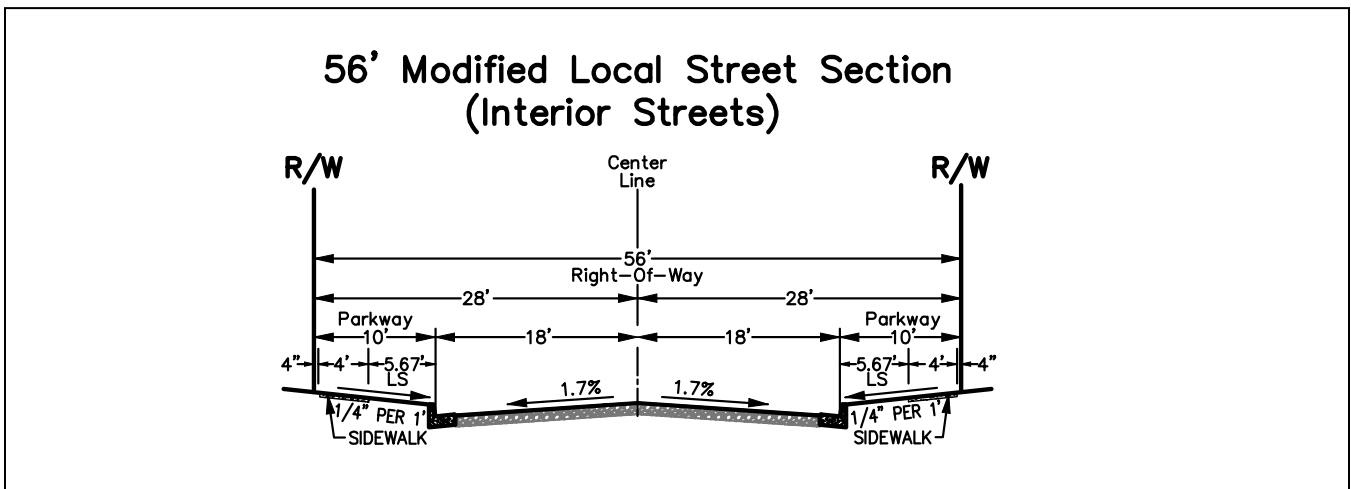 56' Modified Local Street Section
(Interior Streets)
R/W
Center
Line
R/W
56'
Right-Of-Way
28'
28'
Parkway
10'
18'
18'
Parkway
10'
4"
4'
5.67'
LS
5.67'
LS
4'
4"
1.7%
1.7%
1/4" PER 1'
1/4" PER 1'
SIDEWALK
SIDEWALK